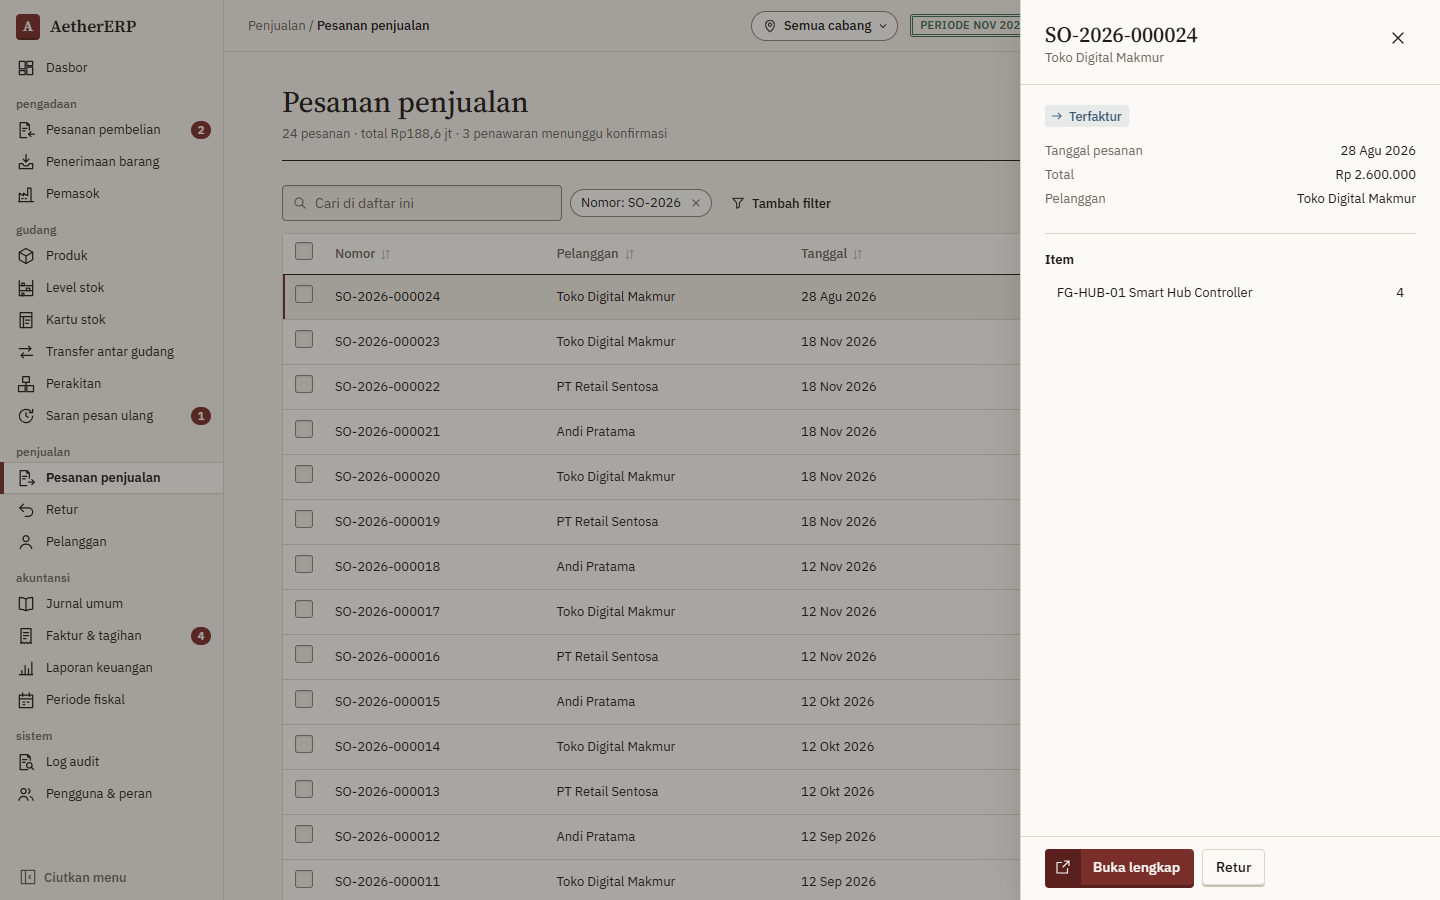 A AetherERP
Dasbor
pengadaan
Pesanan pembelian 2
Penerimaan barang
Pemasok
gudang
Produk
Level stok
Kartu stok
Transfer antar gudang
Perakitan
Saran pesan ulang 1
penjualan
Pesanan penjualan
Retur
Pelanggan
akuntansi
Jurnal umum
Faktur & tagihan 4
Laporan keuangan
Periode fiskal
sistem
Log audit
Pengguna & peran
Ciutkan menu
Penjualan / Pesanan penjualan
Semua cabang
PERIODE NOV 202
Pesanan penjualan
24 pesanan · total Rp188,6 jt · 3 penawaran menunggu konfirmasi
Cari di daftar ini
Nomor: SO-2026
Tambah filter
Nomor Pelanggan Tanggal
SO-2026-000024 Toko Digital Makmur 28 Agu 2026
SO-2026-000023 Toko Digital Makmur 18 Nov 2026
SO-2026-000022 PT Retail Sentosa 18 Nov 2026
SO-2026-000021 Andi Pratama 18 Nov 2026
SO-2026-000020 Toko Digital Makmur 18 Nov 2026
SO-2026-000019 PT Retail Sentosa 18 Nov 2026
SO-2026-000018 Andi Pratama 12 Nov 2026
SO-2026-000017 Toko Digital Makmur 12 Nov 2026
SO-2026-000016 PT Retail Sentosa 12 Nov 2026
SO-2026-000015 Andi Pratama 12 Okt 2026
SO-2026-000014 Toko Digital Makmur 12 Okt 2026
SO-2026-000013 PT Retail Sentosa 12 Okt 2026
SO-2026-000012 Andi Pratama 12 Sep 2026
SO-2026-000011 Toko Digital Makmur 12 Sep 2026
SO-2026-000024
Toko Digital Makmur
Terfaktur
Tanggal pesanan 28 Agu 2026
Total Rp 2.600.000
Pelanggan Toko Digital Makmur
Item
FG-HUB-01 Smart Hub Controller 4
Buka lengkap
Retur